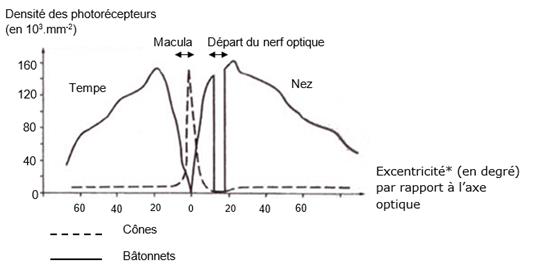 Densité des photorécepteurs
(en 10³.mm⁻²)
Macula Départ du nerf optique
160
Tempe Nez
120
80
40
0
Excentricité* (en degré)
par rapport à l'axe
optique
60 40 20 0 20 40 60
Cônes
Bâtonnets